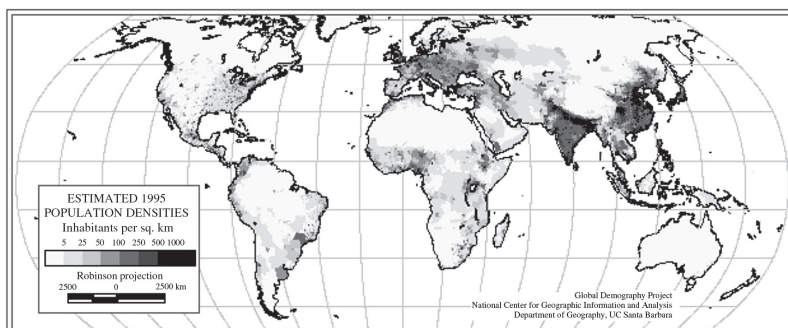 ESTIMATED 1995
POPULATION DENSITIES
Inhabitants per sq. km
5 25 50 100 250 500 1000
Robinson projection
2500 0 2500 km
Global Demography Project
National Center for Geographic Information and Analysis
Department of Geography, UC Santa Barbara